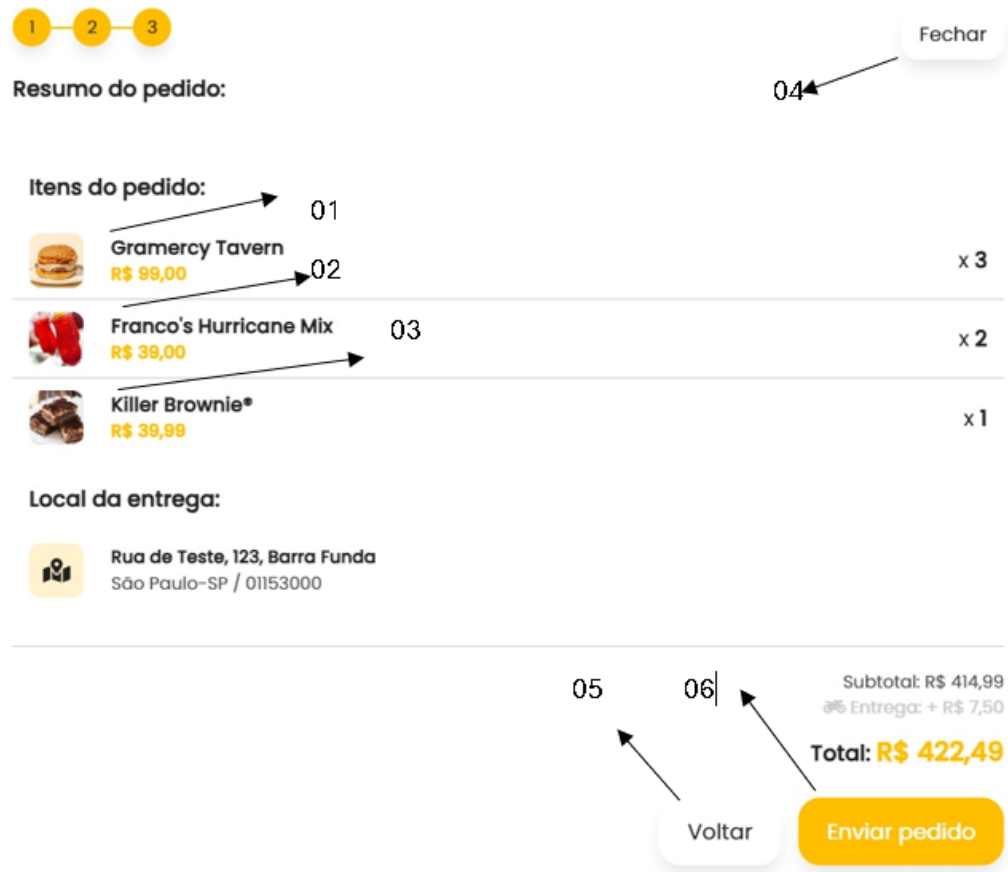 1 2 3
Fechar
Resumo do pedido:
04
Itens do pedido:
01
Gramercy Tavern
R$ 99,00
x 3
02
Franco's Hurricane Mix
R$ 39,00
x 2
03
Killer Brownie®
R$ 39,99
x 1
Local da entrega:
Rua de Teste, 123, Barra Funda
São Paulo-SP / 01153000
05
06
Subtotal: R$ 414,99
Entrega: + R$ 7,50
Total: R$ 422,49
Voltar
Enviar pedido